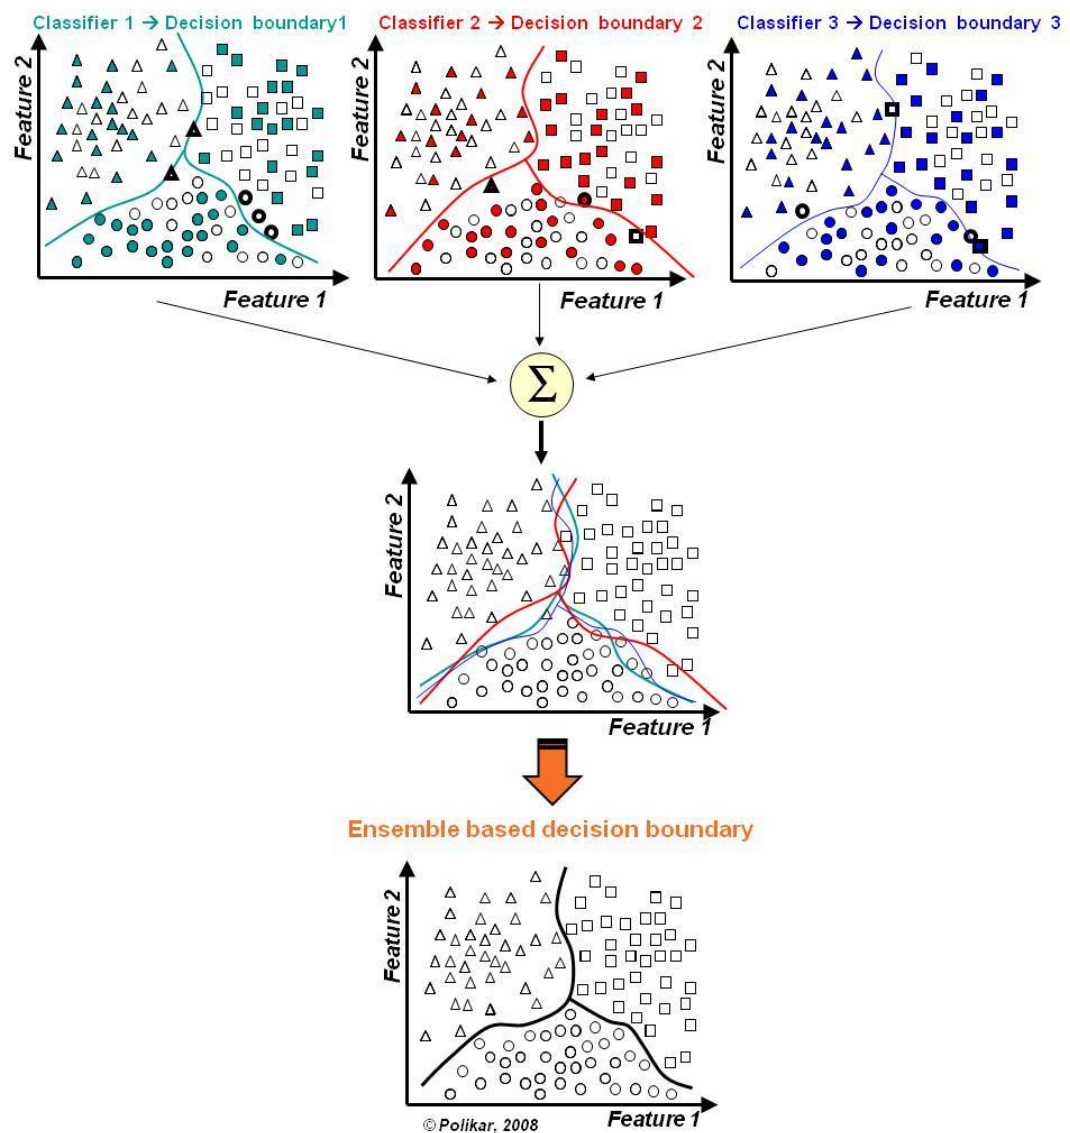 Classifier 1 → Decision boundary1
Classifier 2 → Decision boundary 2
Classifier 3 → Decision boundary 3
Feature 2
Feature 1
Feature 2
Feature 1
Feature 2
Feature 1
Σ
Feature 2
Feature 1
Ensemble based decision boundary
Feature 2
Feature 1
© Polikar, 2008